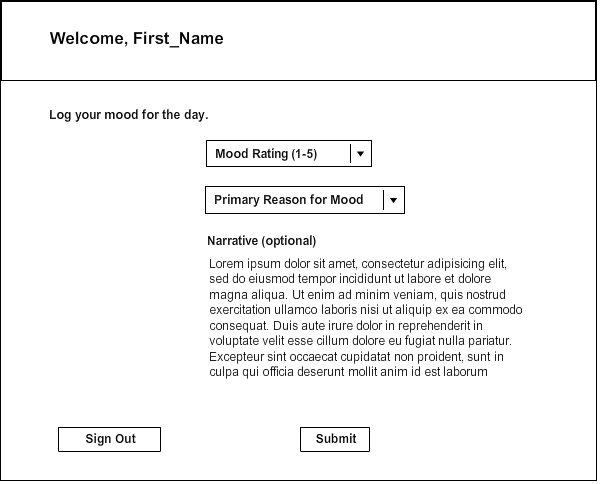 Welcome, First_Name
Log your mood for the day.
Mood Rating (1-5)
Primary Reason for Mood
Narrative (optional)
Lorem ipsum dolor sit amet, consectetur adipisicing elit,
sed do eiusmod tempor incididunt ut labore et dolore
magna aliqua. Ut enim ad minim veniam, quis nostrud
exercitation ullamco laboris nisi ut aliquip ex ea commodo
consequat. Duis aute irure dolor in reprehenderit in
voluptate velit esse cillum dolore eu fugiat nulla pariatur.
Excepteur sint occaecat cupidatat non proident, sunt in
culpa qui officia deserunt mollit anim id est laborum
Sign Out
Submit